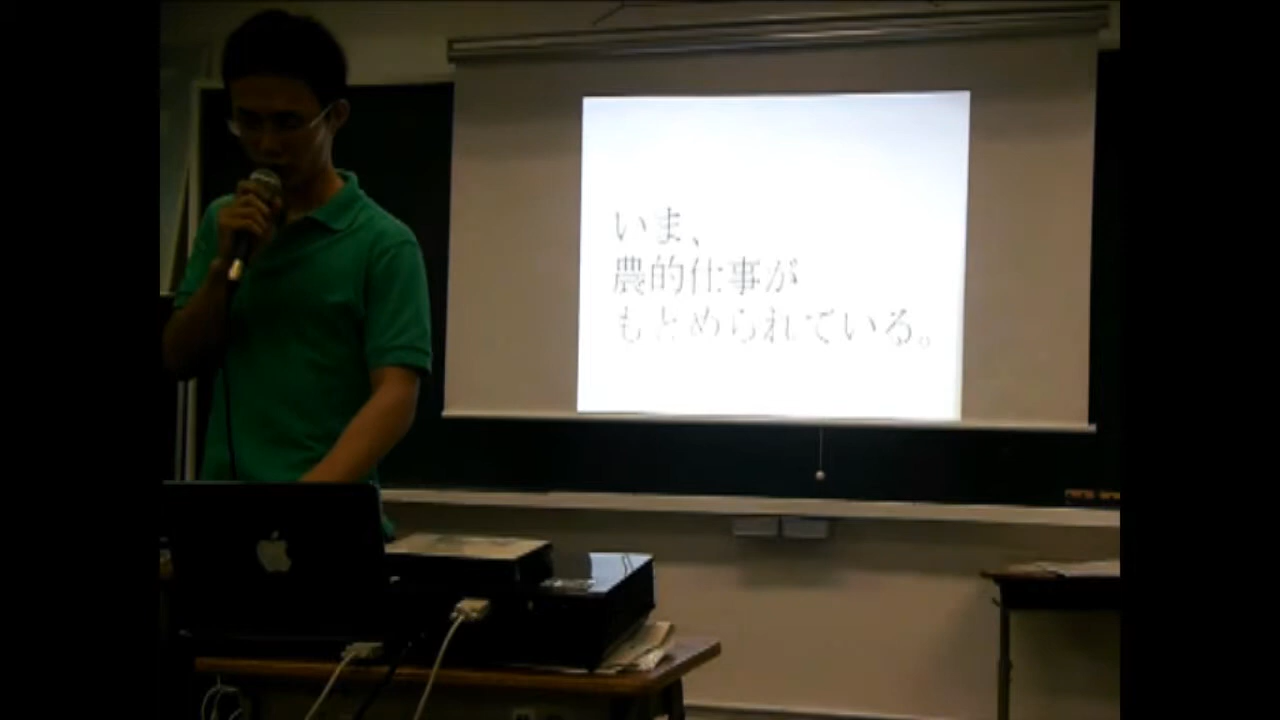 いま、
農的仕事が
もとめられている。